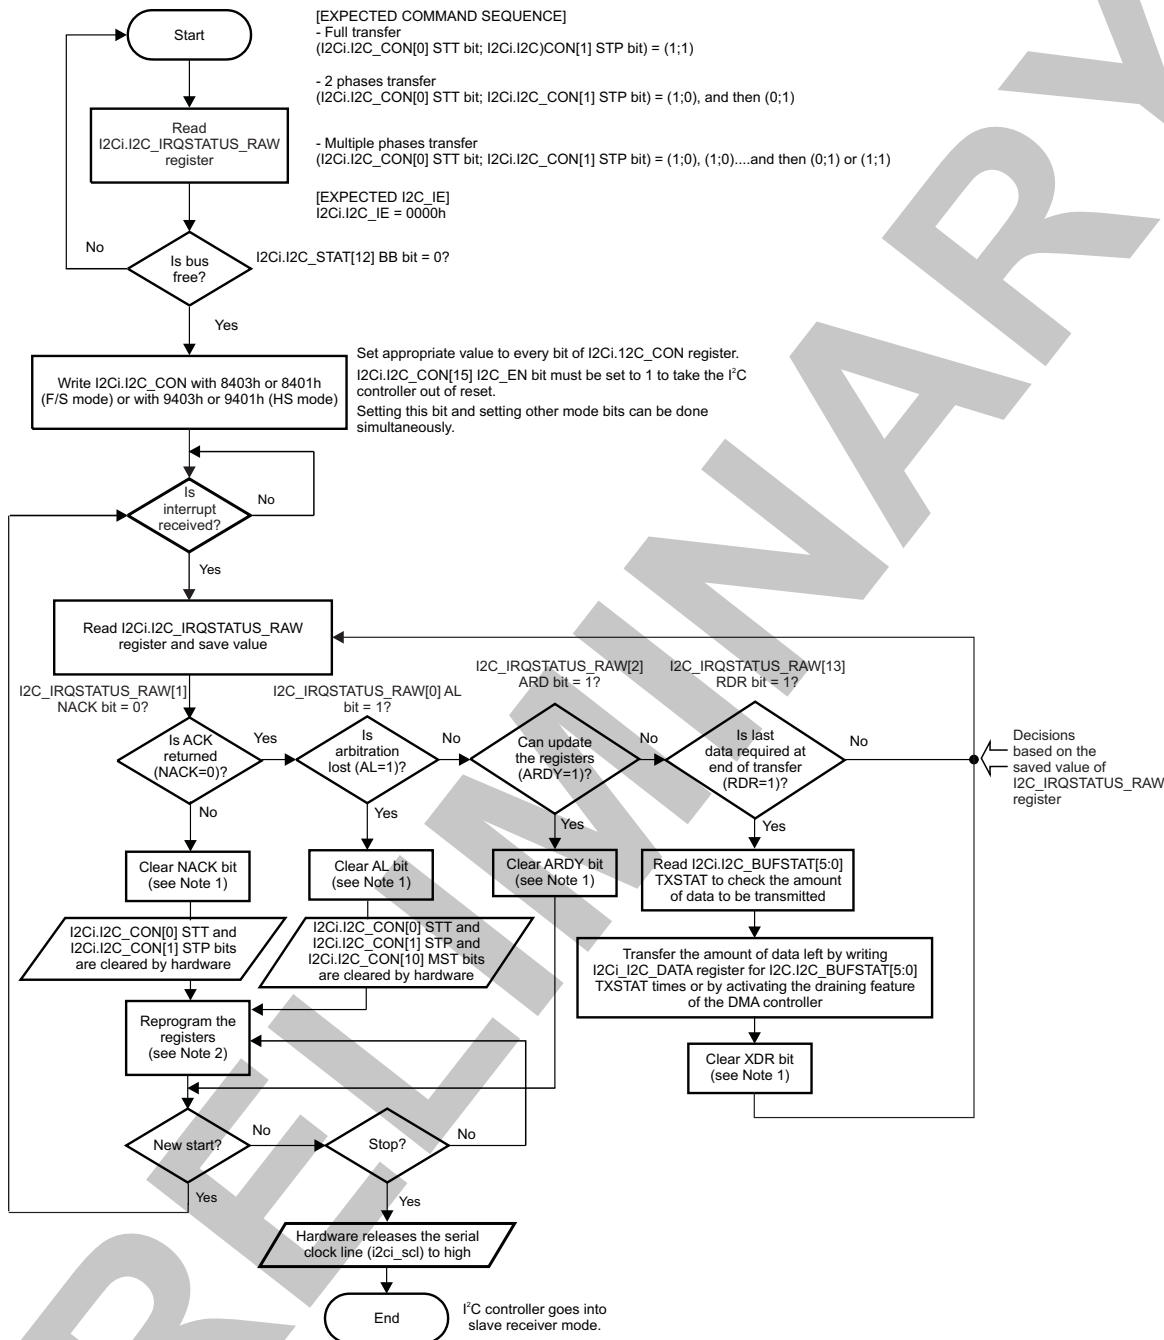 Start
[EXPECTED COMMAND SEQUENCE]
- Full transfer
(I2Ci.I2C_CON[0] STT bit; I2Ci.I2C)CON[1] STP bit) = (1;1)
- 2 phases transfer
(I2Ci.I2C_CON[0] STT bit; I2Ci.I2C_CON[1] STP bit) = (1;0), and then (0;1)
- Multiple phases transfer
(I2Ci.I2C_CON[0] STT bit; I2Ci.I2C_CON[1] STP bit) = (1;0), (1;0)....and then (0;1) or (1;1)
[EXPECTED I2C_IE]
I2Ci.I2C_IE = 0000h
Read
I2Ci.I2C_IRQSTATUS_RAW
register
No
Is bus
free?
I2Ci.I2C_STAT[12] BB bit = 0?
Yes
Write I2Ci.I2C_CON with 8403h or 8401h
(F/S mode) or with 9403h or 9401h (HS mode)
Set appropriate value to every bit of I2Ci.12C_CON register.
I2Ci.I2C_CON[15] I2C_EN bit must be set to 1 to take the I²C
controller out of reset.
Setting this bit and setting other mode bits can be done
simultaneously.
Is
interrupt
received?
No
Yes
Read I2Ci.I2C_IRQSTATUS_RAW
register and save value
I2C_IRQSTATUS_RAW[1]
NACK bit = 0?
I2C_IRQSTATUS_RAW[0] AL
bit = 1?
I2C_IRQSTATUS_RAW[2]
ARD bit = 1?
I2C_IRQSTATUS_RAW[13]
RDR bit = 1?
Is ACK
returned
(NACK=0)?
Yes
Is
arbitration
lost (AL=1)?
No
Can update
the registers
(ARDY=1)?
No
Is last
data required at
end of transfer
(RDR=1)?
No
Decisions
based on the
saved value of
I2C_IRQSTATUS_RAW
register
No
Yes
Yes
Yes
Clear NACK bit
(see Note 1)
Clear AL bit
(see Note 1)
Clear ARDY bit
(see Note 1)
Read I2Ci.I2C_BUFSTAT[5:0]
TXSTAT to check the amount
of data to be transmitted
I2Ci.I2C_CON[0] STT and
I2Ci.I2C_CON[1] STP bits
are cleared by hardware
I2Ci.I2C_CON[0] STT and
I2Ci.I2C_CON[1] STP and
I2Ci.I2C_CON[10] MST bits
are cleared by hardware
Transfer the amount of data left by writing
I2Ci_I2C_DATA register for I2C.I2C_BUFSTAT[5:0]
TXSTAT times or by activating the draining feature
of the DMA controller
Reprogram the
registers
(see Note 2)
Clear XDR bit
(see Note 1)
New start?
No
Stop?
No
Yes
Yes
Hardware releases the serial
clock line (i2ci_scl) to high
End
I²C controller goes into
slave receiver mode.
PRELIMINARY